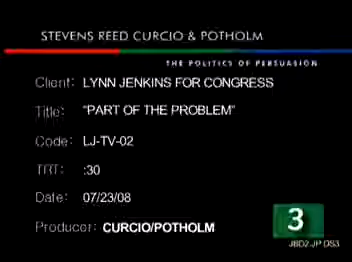 STEVENS REED CURCIO & POTHOLM
THE POLITICS OF PERSUASION
Client: LYNN JENKINS FOR CONGRESS
Title: "PART OF THE PROBLEM"
Code: LJ-TV-02
TRT: :30
Date: 07/23/08
Producer: CURCIO/POTHOLM
3